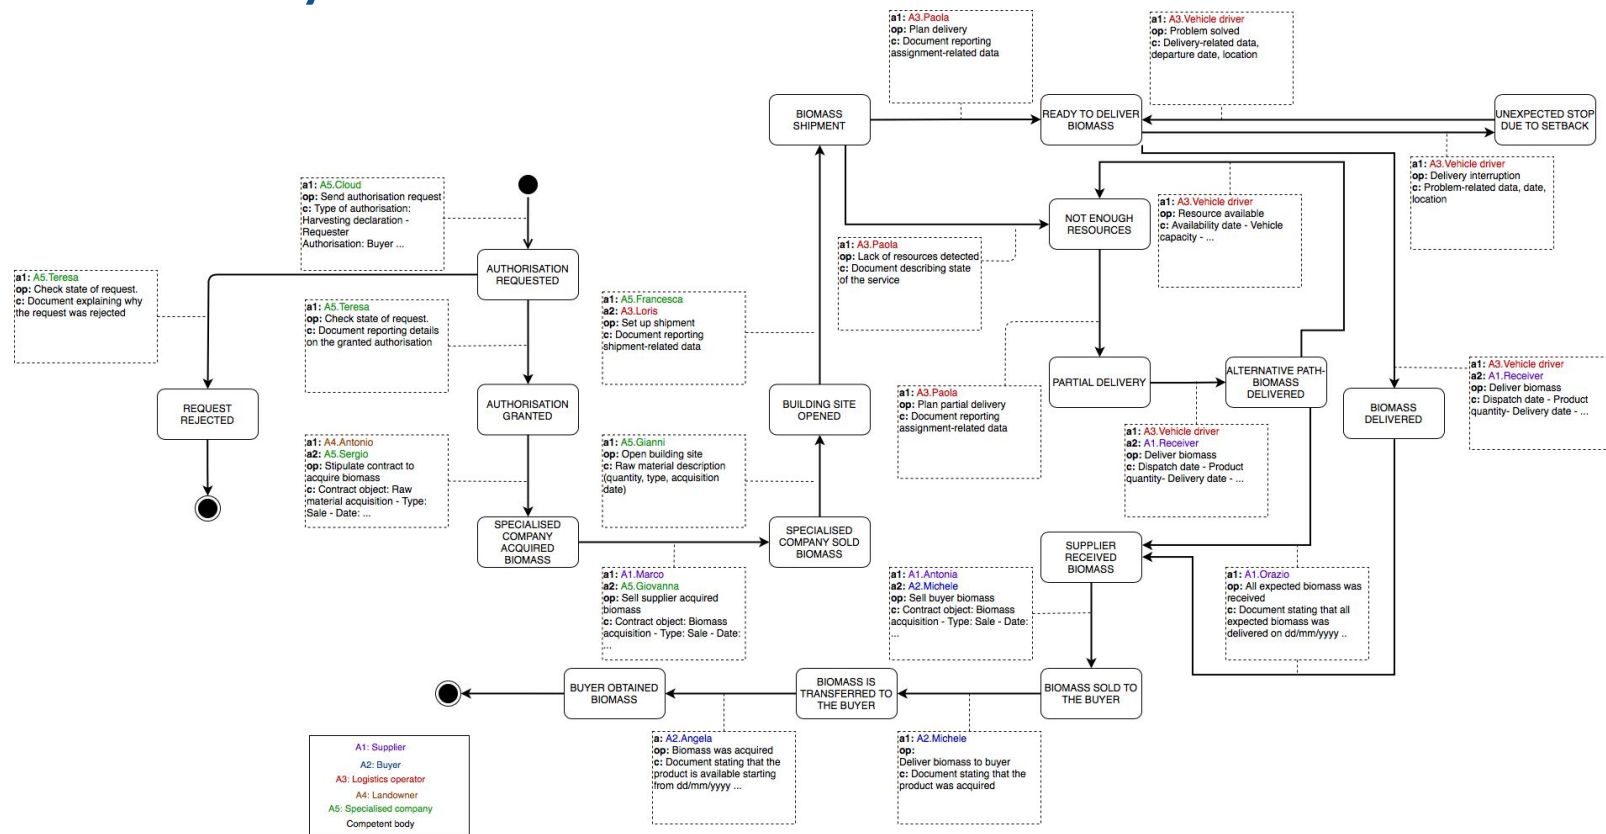 a1: A3.Paola
op: Plan delivery
c: Document reporting
assignment-related data
a1: A3.Vehicle driver
op: Problem solved
c: Delivery-related data,
departure date, location
BIOMASS
SHIPMENT
READY TO DELIVER
BIOMASS
UNEXPECTED STOP
DUE TO SETBACK
a1: A3.Vehicle driver
op: Delivery interruption
c: Problem-related data, date,
location
a1: A5.Cloud
op: Send authorisation request
c: Type of authorisation:
Harvesting declaration -
Requester
Authorisation: Buyer ...
NOT ENOUGH
RESOURCES
a1: A3.Vehicle driver
op: Resource available
c: Availability date - Vehicle
capacity - ...
a1: A3.Paola
op: Lack of resources detected
c: Document describing state
of the service
AUTHORISATION
REQUESTED
a1: A5.Teresa
op: Check state of request.
c: Document explaining why
the request was rejected
a1: A5.Teresa
op: Check state of request.
c: Document reporting details
on the granted authorisation
a1: A5.Francesca
a2: A3.Loris
op: Set up shipment
c: Document reporting
shipment-related data
REQUEST
REJECTED
AUTHORISATION
GRANTED
BUILDING SITE
OPENED
PARTIAL DELIVERY
ALTERNATIVE PATH-
BIOMASS
DELIVERED
BIOMASS
DELIVERED
a1: A3.Vehicle driver
a2: A1.Receiver
op: Deliver biomass
c: Dispatch date - Product
quantity- Delivery date - ...
a1: A3.Paola
op: Plan partial delivery
c: Document reporting
assignment-related data
a1: A3.Vehicle driver
a2: A1.Receiver
op: Deliver biomass
c: Dispatch date - Product
quantity- Delivery date - ...
a1: A4.Antonio
a2: A5.Sergio
op: Stipulate contract to
acquire biomass
c: Contract object: Raw
material acquisition - Type:
Sale - Date: ...
a1: A5.Gianni
op: Open building site
c: Raw material description
(quantity, type, acquisition
date)
SPECIALISED
COMPANY
ACQUIRED
BIOMASS
SPECIALISED
COMPANY SOLD
BIOMASS
SUPPLIER
RECEIVED
BIOMASS
a1: A1.Marco
a2: A5.Giovanna
op: Sell supplier acquired
biomass
c: Contract object: Biomass
acquisition - Type: Sale - Date:
...
a1: A1.Antonia
a2: A2.Michele
op: Sell buyer biomass
c: Contract object: Biomass
acquisition - Type: Sale - Date:
...
a1: A1.Orazio
op: All expected biomass was
received
c: Document stating that all
expected biomass was
delivered on dd/mm/yyyy ..
BUYER OBTAINED
BIOMASS
BIOMASS IS
TRANSFERRED TO
THE BUYER
BIOMASS SOLD TO
THE BUYER
a: A2.Angela
op: Biomass was acquired
c: Document stating that the
product is available starting
from dd/mm/yyyy ...
a1: A2.Michele
op:
Deliver biomass to buyer
c: Document stating that the
product was acquired
A1: Supplier
A2: Buyer
A3: Logistics operator
A4: Landowner
A5: Specialised company
Competent body